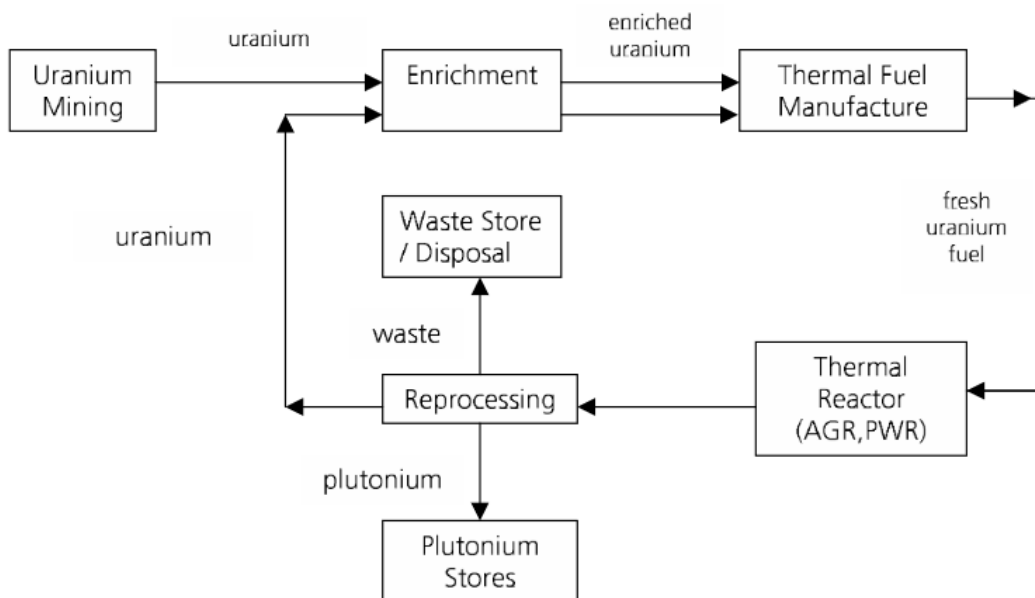 uranium
enriched
uranium
Uranium
Mining
Enrichment
Thermal Fuel
Manufacture
uranium
Waste Store
/ Disposal
fresh
uranium
fuel
waste
Reprocessing
Thermal
Reactor
(AGR,PWR)
plutonium
Plutonium
Stores